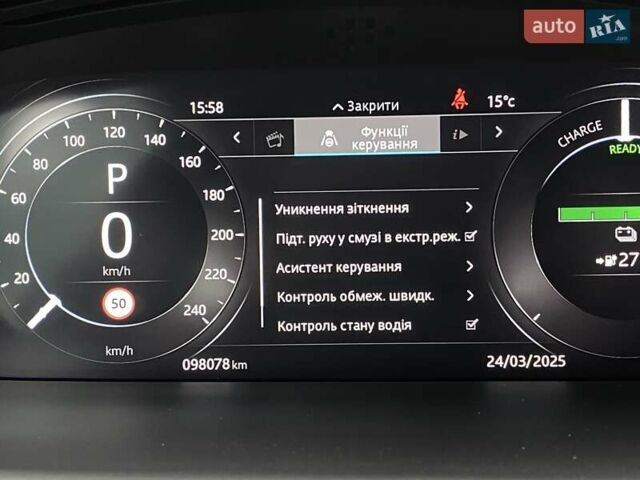 auto RIA .com
15:58
Закрити
15°c
Функції
керування
i
120
100
140
80
160
60
180
40
200
20
220
240
P
0
km/h
50
km/h
Уникнення зіткнення
Підт. руху у смузі в екстр.реж.
Асистент керування
Контроль обмеж. швидк.
Контроль стану водія
CHARGE
READY
27
098078 km
24/03/2025